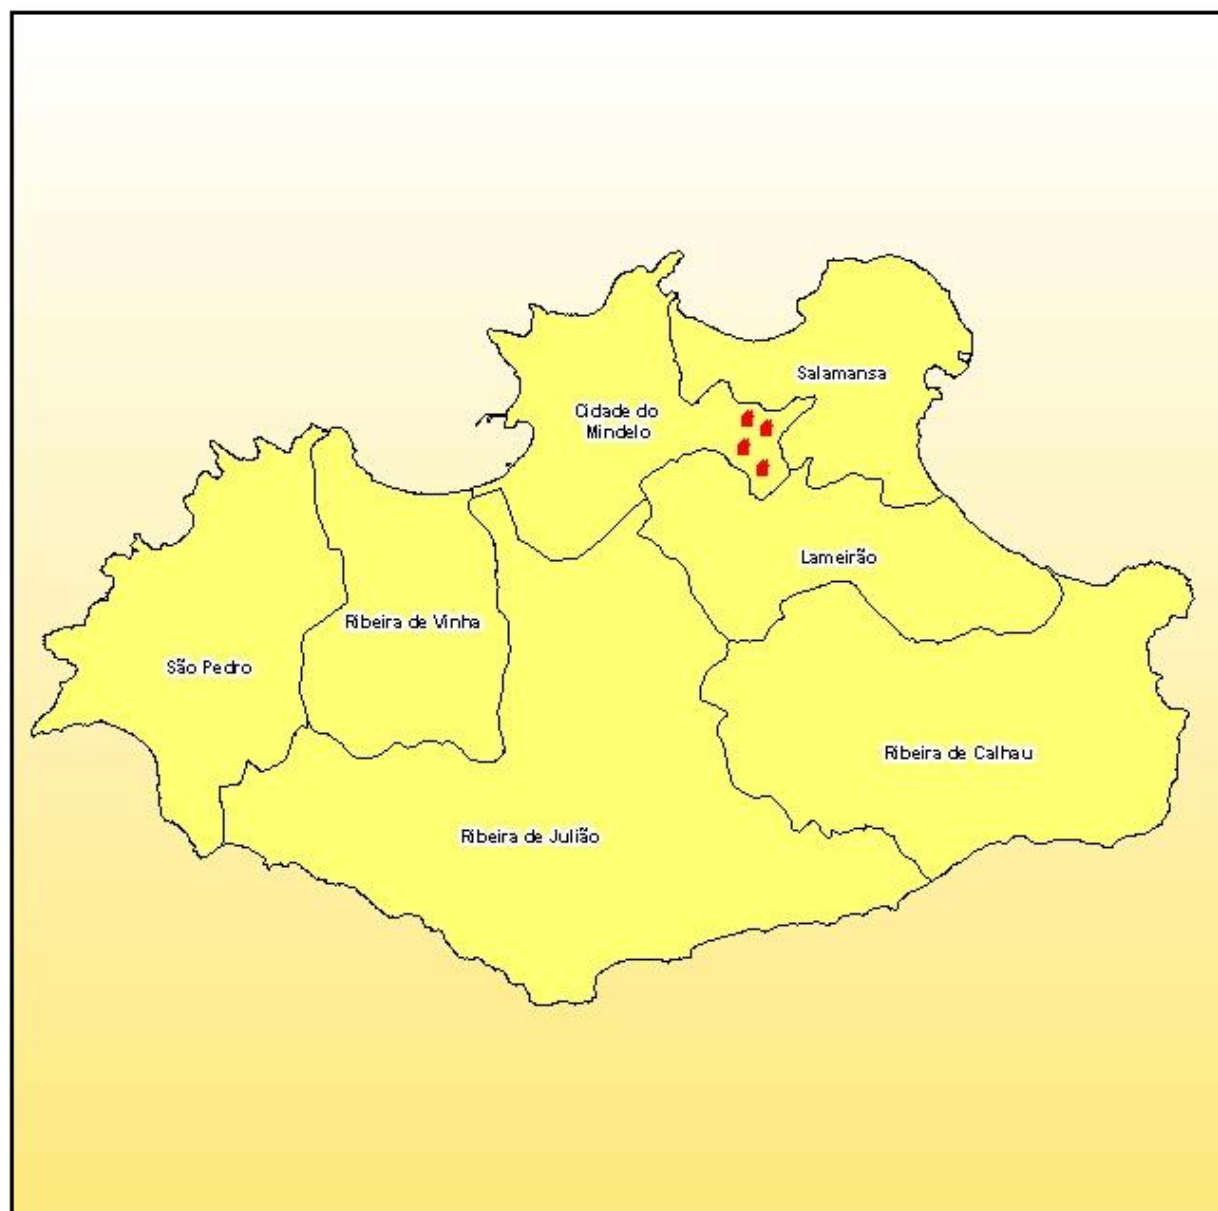 Salamansa
Cidade do
Mindelo
Lameirão
Ribeira de Vinha
São Pedro
Ribeira de Calhau
Ribeira de Julião